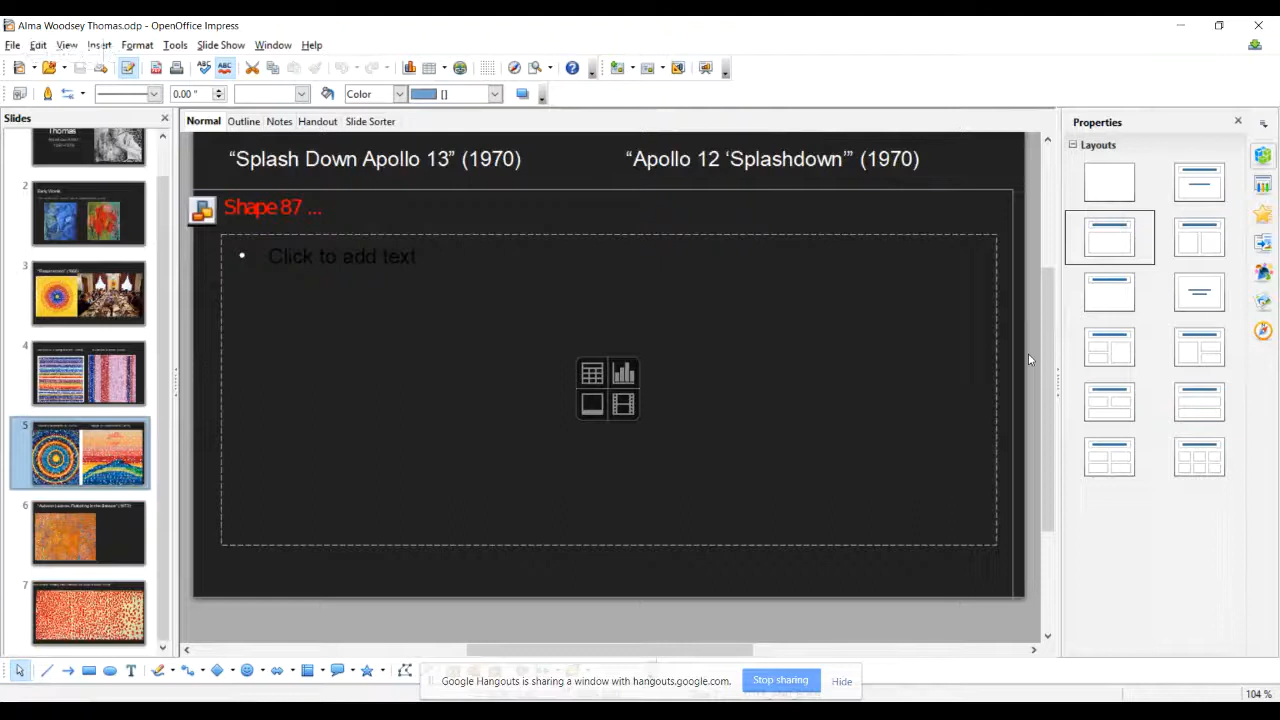 Alma Woodsey Thomas.odp - OpenOffice Impress
File Edit View Insert Format Tools Slide Show Window Help
0.00 " Color []
Slides
Normal Outline Notes Handout Slide Sorter
Properties
Layouts
Thomas
2
3
4
5
6
7
“Splash Down Apollo 13” (1970)
“Apollo 12 ‘Splashdown’” (1970)
Shape 87 ...
• Click to add text
Google Hangouts is sharing a window with hangouts.google.com.
Stop sharing
Hide
104 %